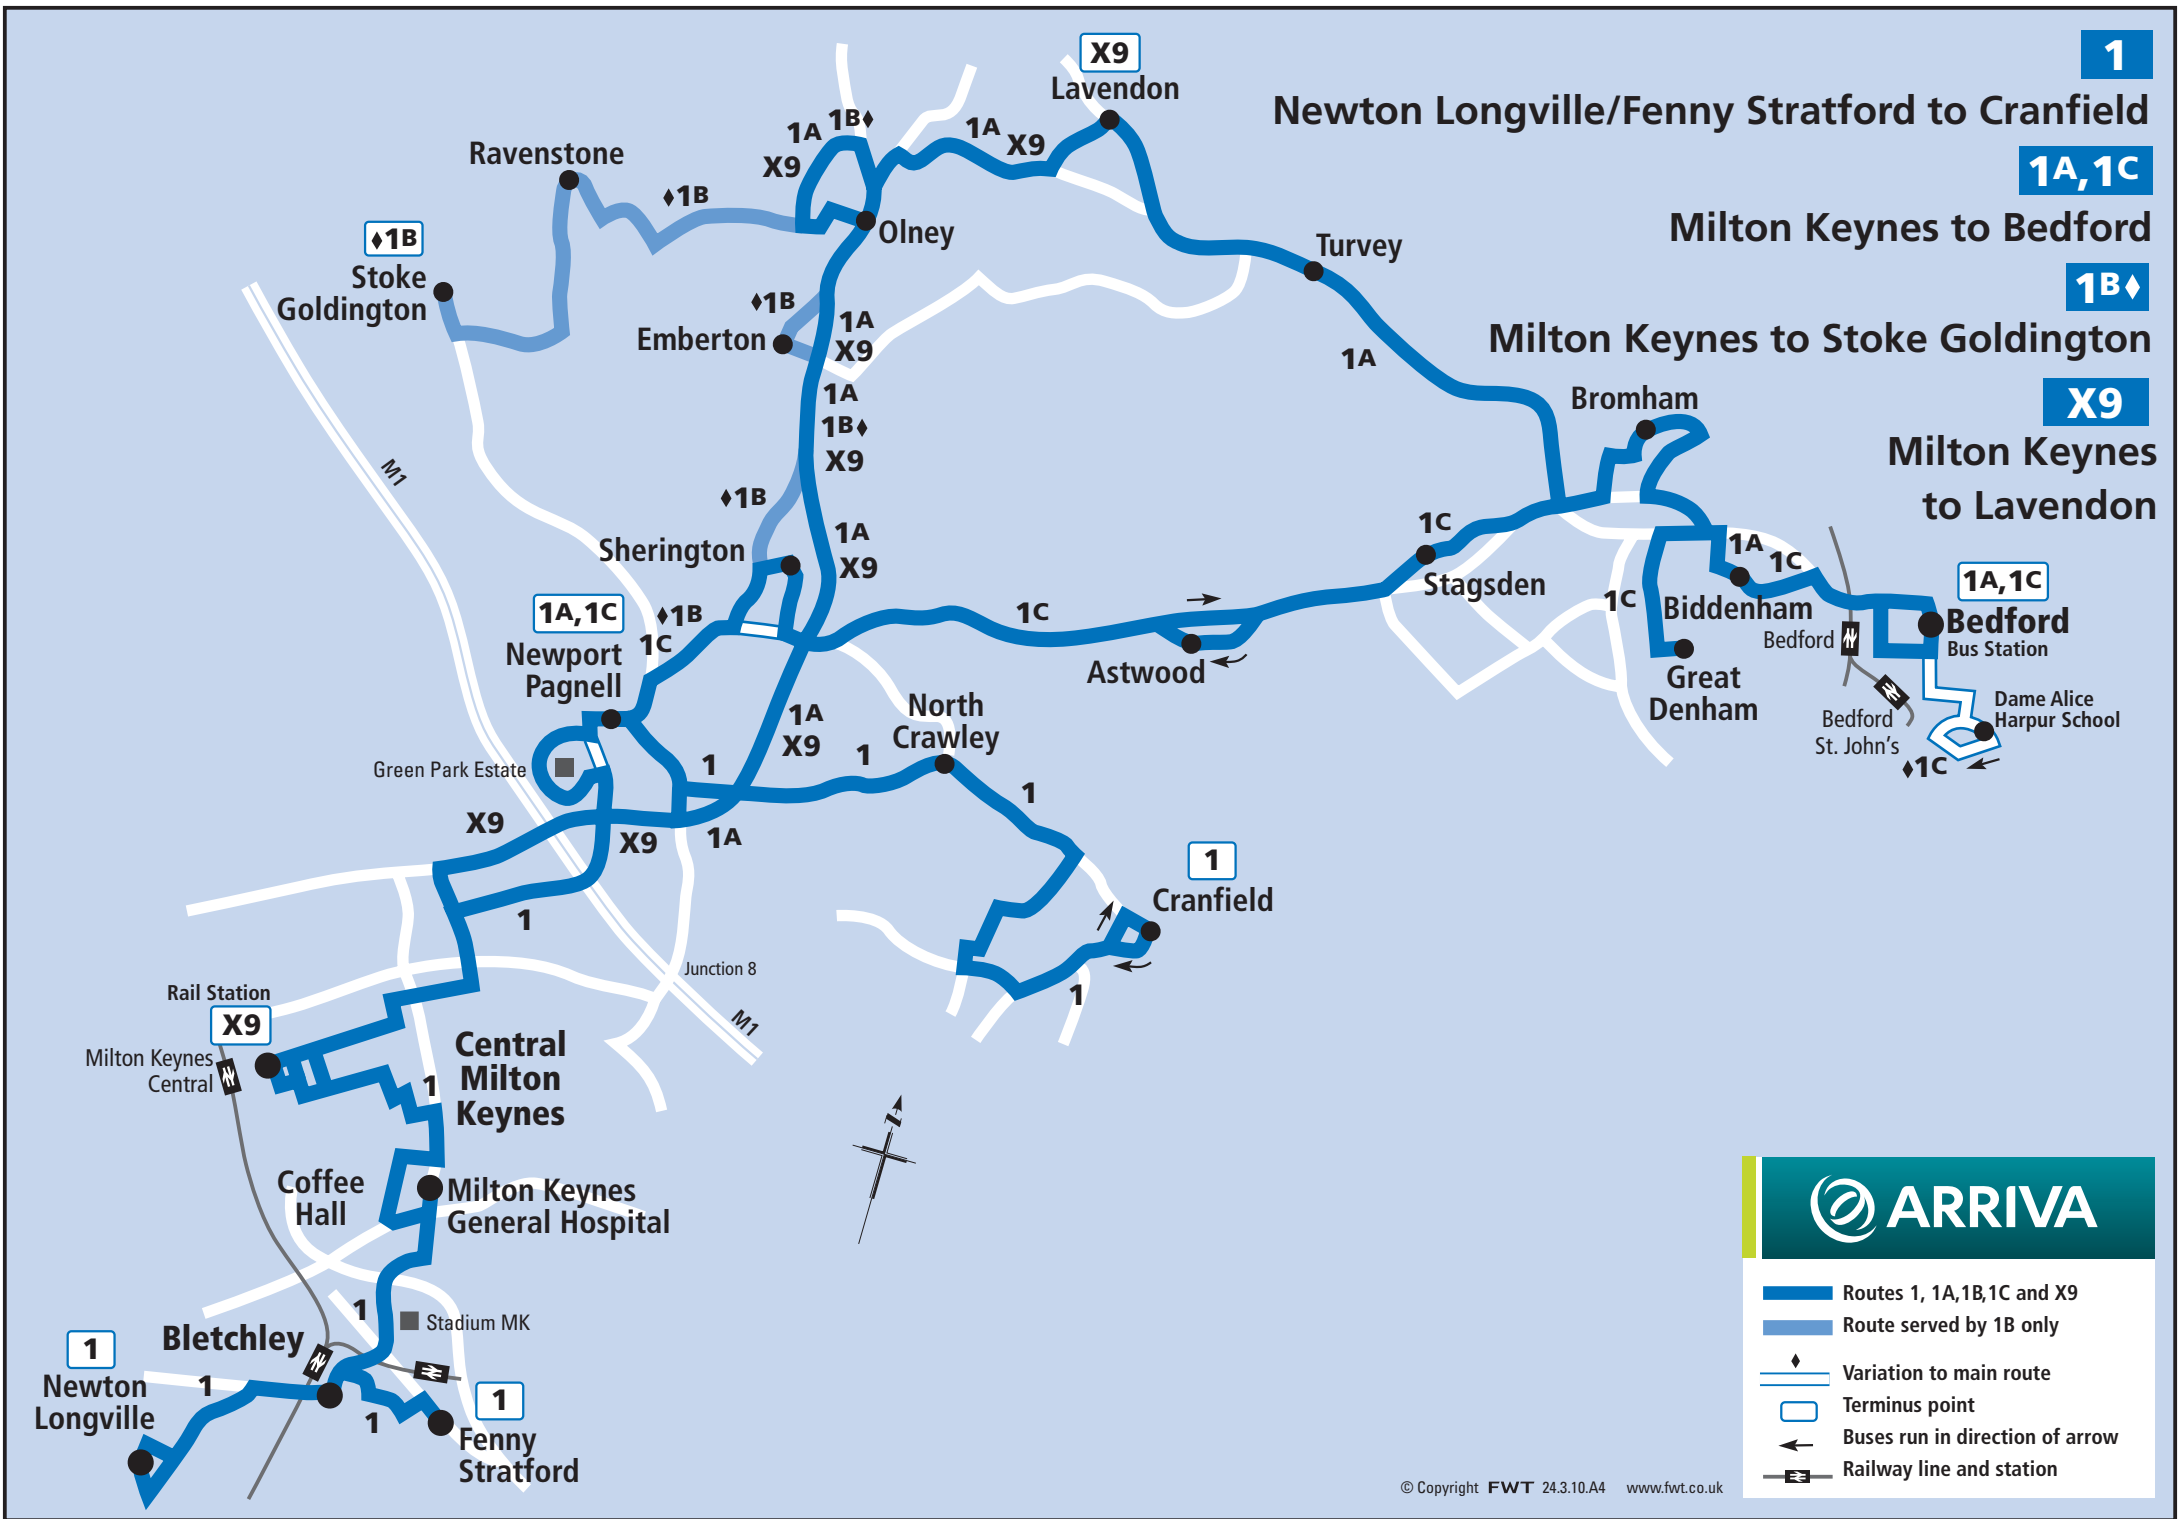 1
Newton Longville/Fenny Stratford to Cranfield
1A,1C
Milton Keynes to Bedford
1B♦
Milton Keynes to Stoke Goldington
X9
Milton Keynes
to Lavendon
X9
Lavendon
1A
X9
1A
1B♦
X9
Ravenstone
♦1B
Olney
♦1B
Stoke
Goldington
Turvey
1A
♦1B
Emberton
1A
X9
1A
1B♦
X9
M1
♦1B
Sherington
1A
X9
Bromham
1C
Stagsden
1A
1C
1C
Biddenham
Great
Denham
1A,1C
Bedford
Bus Station
Bedford
Bedford
St. John's
Dame Alice
Harpur School
♦1C
1A,1C
♦1B
1C
Newport
Pagnell
1C
Astwood
Green Park Estate
1A
X9
1
1
North
Crawley
1
X9
X9
1A
1
1
Cranfield
1
Junction 8
M1
Rail Station
X9
Milton Keynes
Central
Central
Milton
Keynes
1
Coffee
Hall
Milton Keynes
General Hospital
N
1
Stadium MK
Bletchley
1
Newton
Longville
1
1
1
Fenny
Stratford
ARRIVA
Routes 1, 1A,1B,1C and X9
Route served by 1B only
♦
Variation to main route
Terminus point
Buses run in direction of arrow
Railway line and station
© Copyright FWT 24.3.10.A4 www.fwt.co.uk